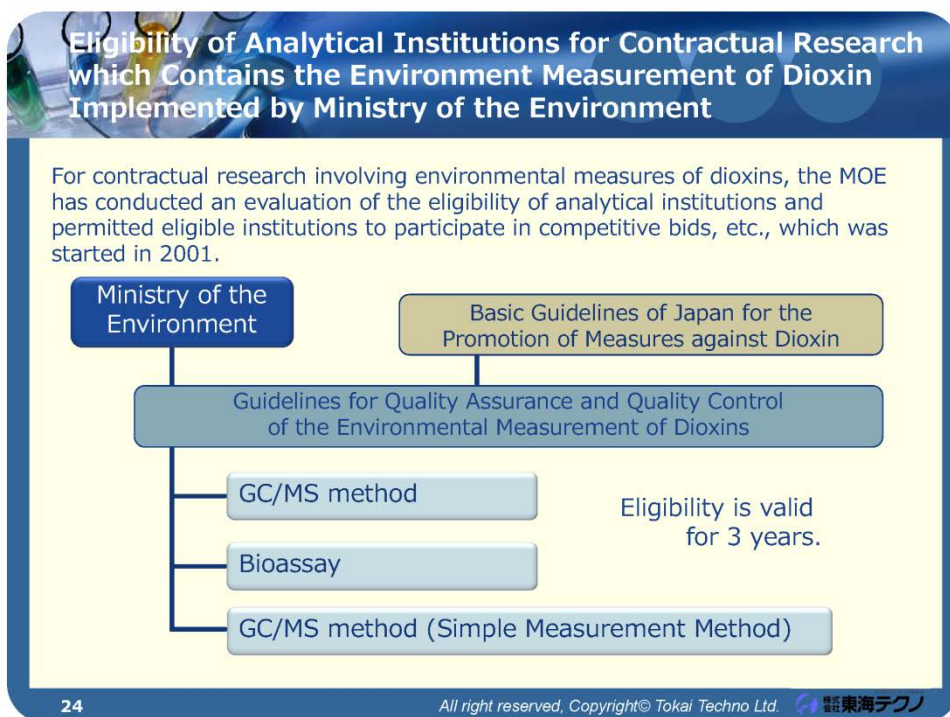 Eligibility of Analytical Institutions for Contractual Research
which Contains the Environment Measurement of Dioxin
Implemented by Ministry of the Environment
For contractual research involving environmental measures of dioxins, the MOE
has conducted an evaluation of the eligibility of analytical institutions and
permitted eligible institutions to participate in competitive bids, etc., which was
started in 2001.
Ministry of the
Environment
Basic Guidelines of Japan for the
Promotion of Measures against Dioxin
Guidelines for Quality Assurance and Quality Control
of the Environmental Measurement of Dioxins
GC/MS method
Eligibility is valid
for 3 years.
Bioassay
GC/MS method (Simple Measurement Method)
24
All right reserved, Copyright© Tokai Techno Ltd.
株式会社東海テクノ